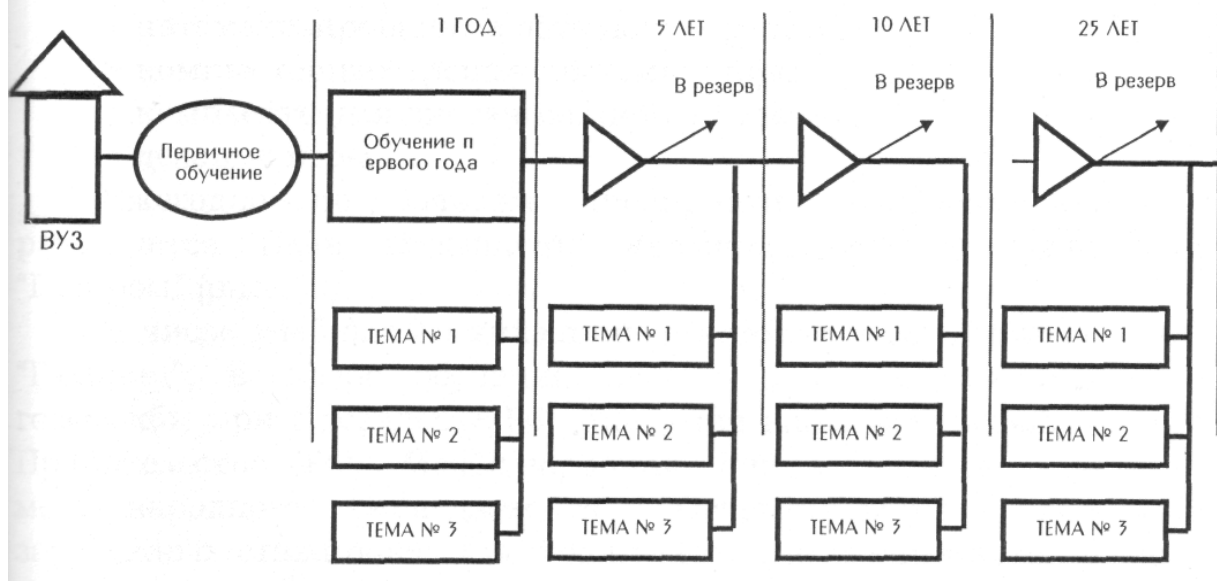 1 ГОД
5 ЛЕТ
10 ЛЕТ
25 ЛЕТ
В резерв
В резерв
В резерв
Первичное
обучение
Обучение п
ервого года
ВУЗ
ТЕМА № 1
ТЕМА № 1
ТЕМА № 1
ТЕМА № 1
ТЕМА № 2
ТЕМА № 2
ТЕМА № 2
ТЕМА № 2
ТЕМА № 3
ТЕМА № 3
ТЕМА № 3
ТЕМА № 3